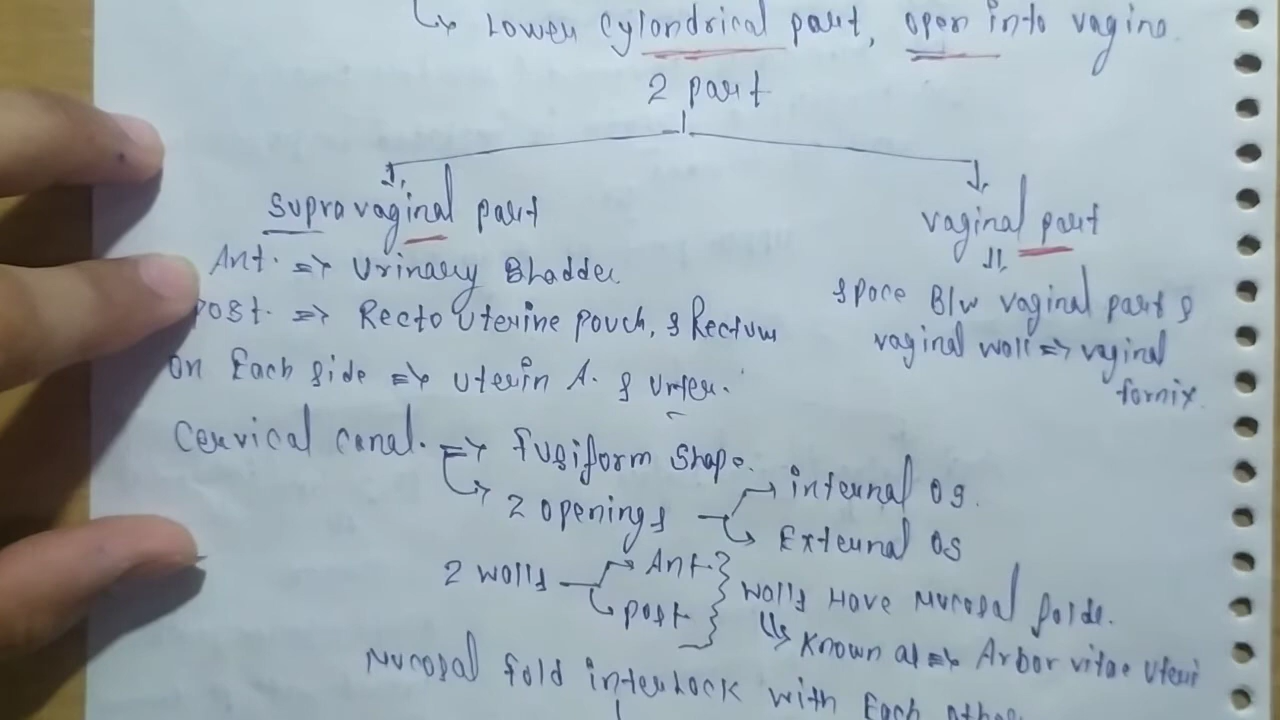 ↳ Lower Cylondrical part, open into vagina.
2 part
Supravaginal part
vaginal part
Ant. => Urinary Bladder
Post. => Recto Uterine pouch, & Rectum
on Each side => Uterin A. & Urter.
space B/w vaginal part &
vaginal wall => vaginal
fornix.
Cervical canal. => fusiform shape.
↳ 2 openings
internal os.
External os
2 walls
Ant.
post
walls Have Mucosal folds.
↳ Known as => Arbor vitae Uteri
Mucosal fold interlock with Each other